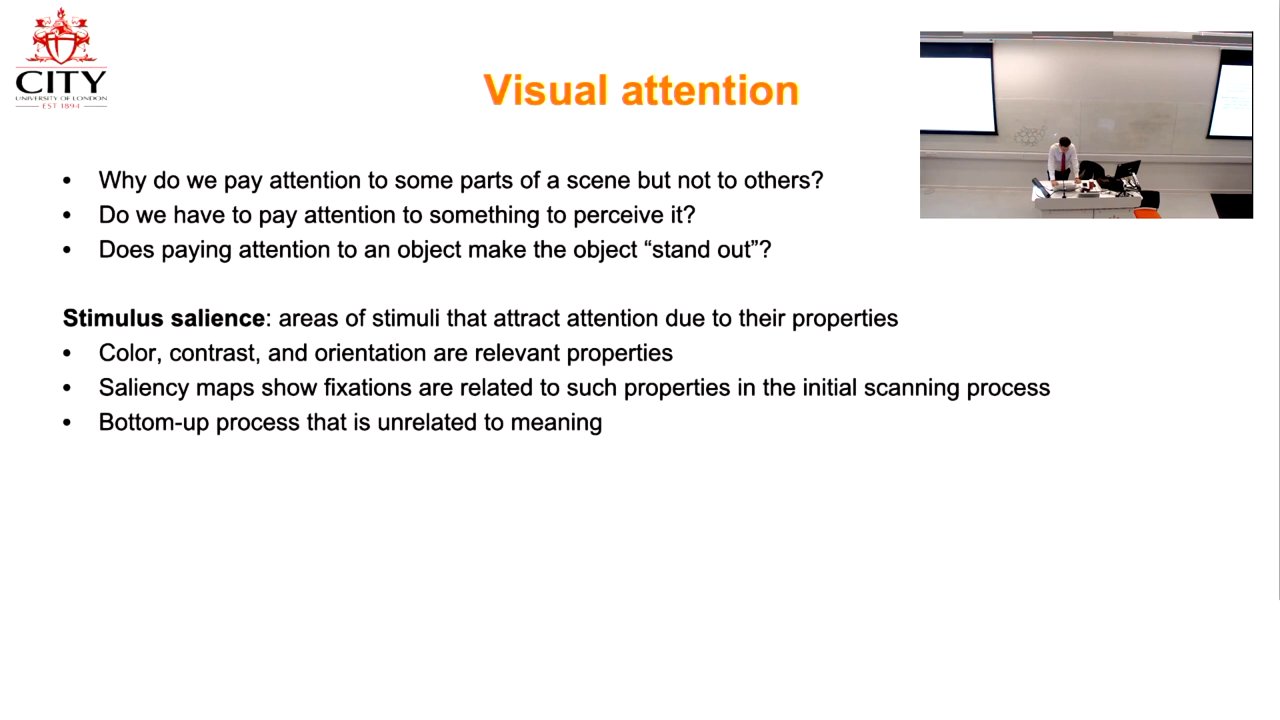 CITY
UNIVERSITY OF LONDON
EST 1894
Visual attention
• Why do we pay attention to some parts of a scene but not to others?
• Do we have to pay attention to something to perceive it?
• Does paying attention to an object make the object “stand out”?
Stimulus salience: areas of stimuli that attract attention due to their properties
• Color, contrast, and orientation are relevant properties
• Saliency maps show fixations are related to such properties in the initial scanning process
• Bottom-up process that is unrelated to meaning